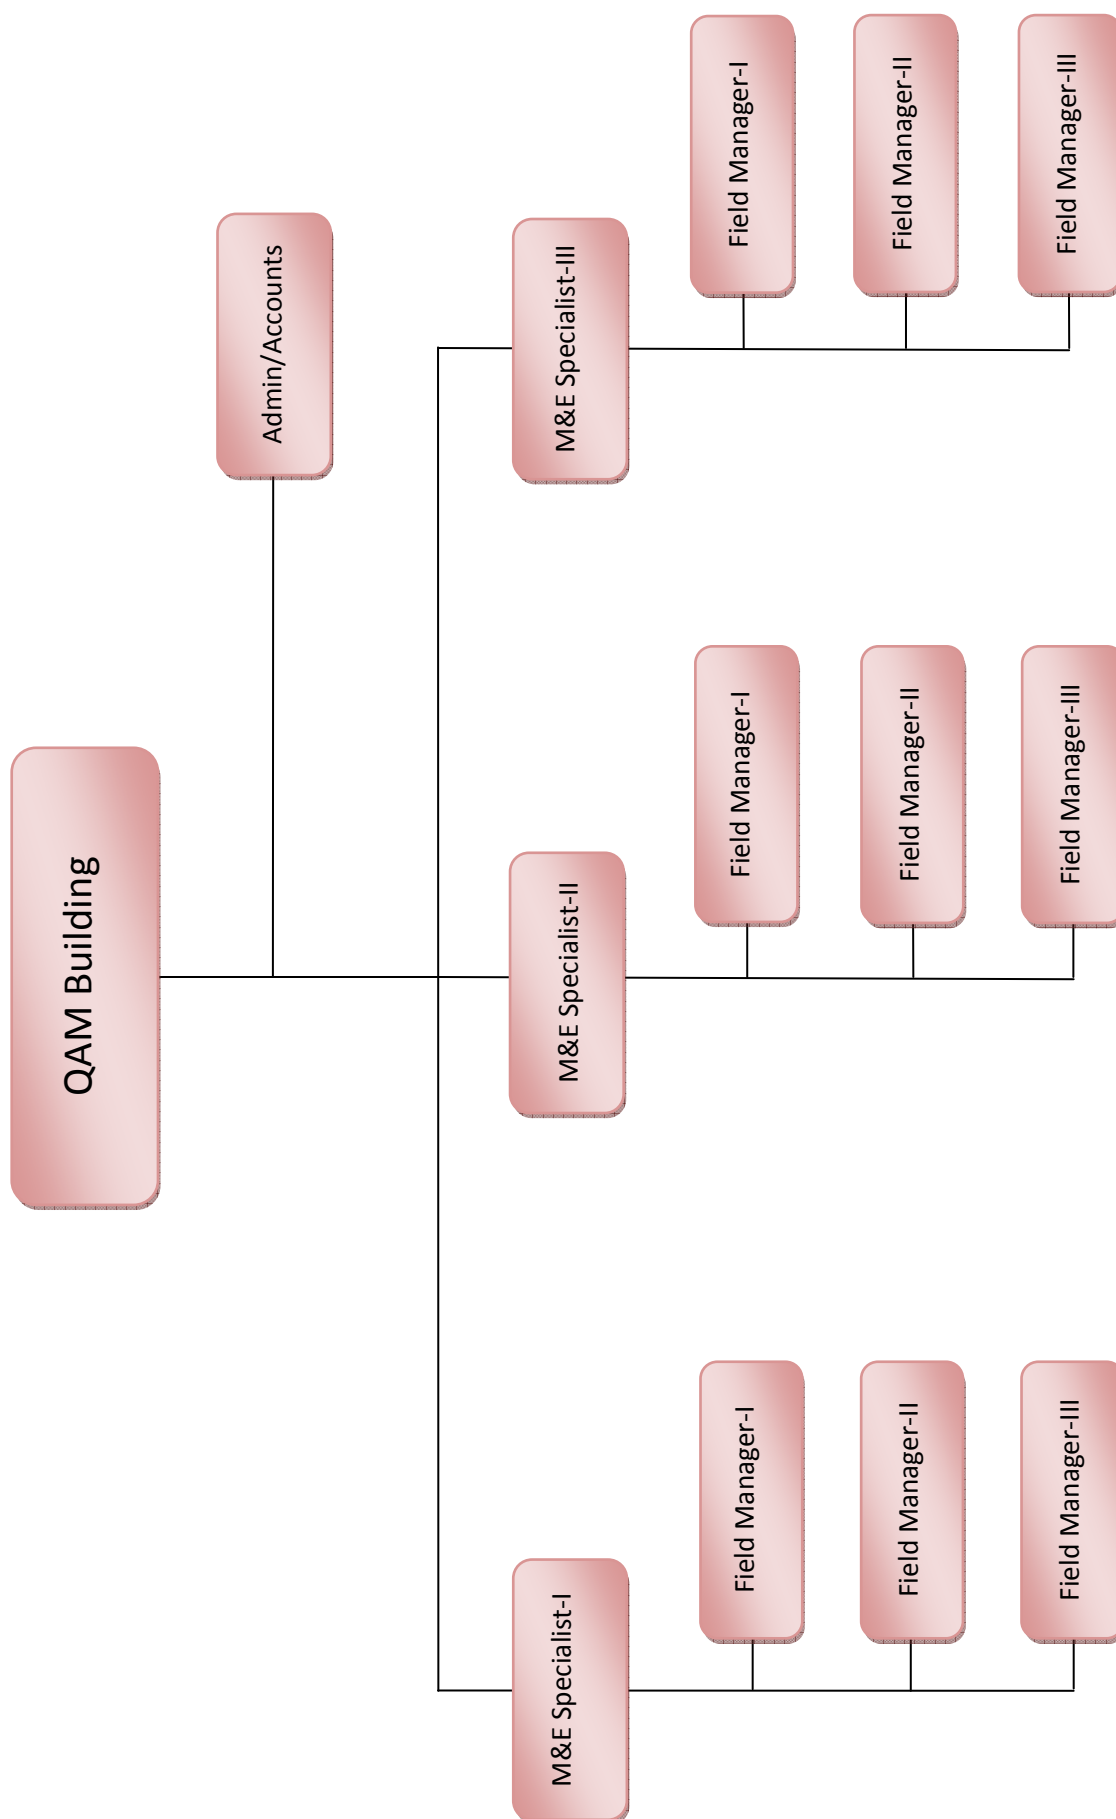 QAM Building
Admin/Accounts
M&E Specialist-I
M&E Specialist-II
M&E Specialist-III
Field Manager-I
Field Manager-I
Field Manager-I
Field Manager-II
Field Manager-II
Field Manager-II
Field Manager-III
Field Manager-III
Field Manager-III